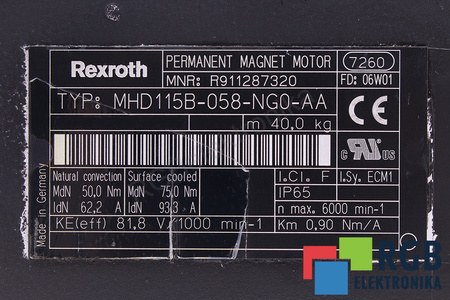 Rexroth
PERMANENT MAGNET MOTOR
7260
MNR: R911287320
FD: 06W01
TYP: MHD115B-058-NG0-AA
CE
m 40,0 kg
c RU US
Made in Germany
Natural convection
Surface cooled
I.Cl. F
I.Sy. ECM1
MdN 50,0 Nm
MdN 75,0 Nm
IP65
IdN 62,2 A
IdN 93,3 A
n max. 6000 min-1
KE(eff) 81,8 V/1000 min-1
Km 0,90 Nm/A
RGB
ELEKTRONIKA